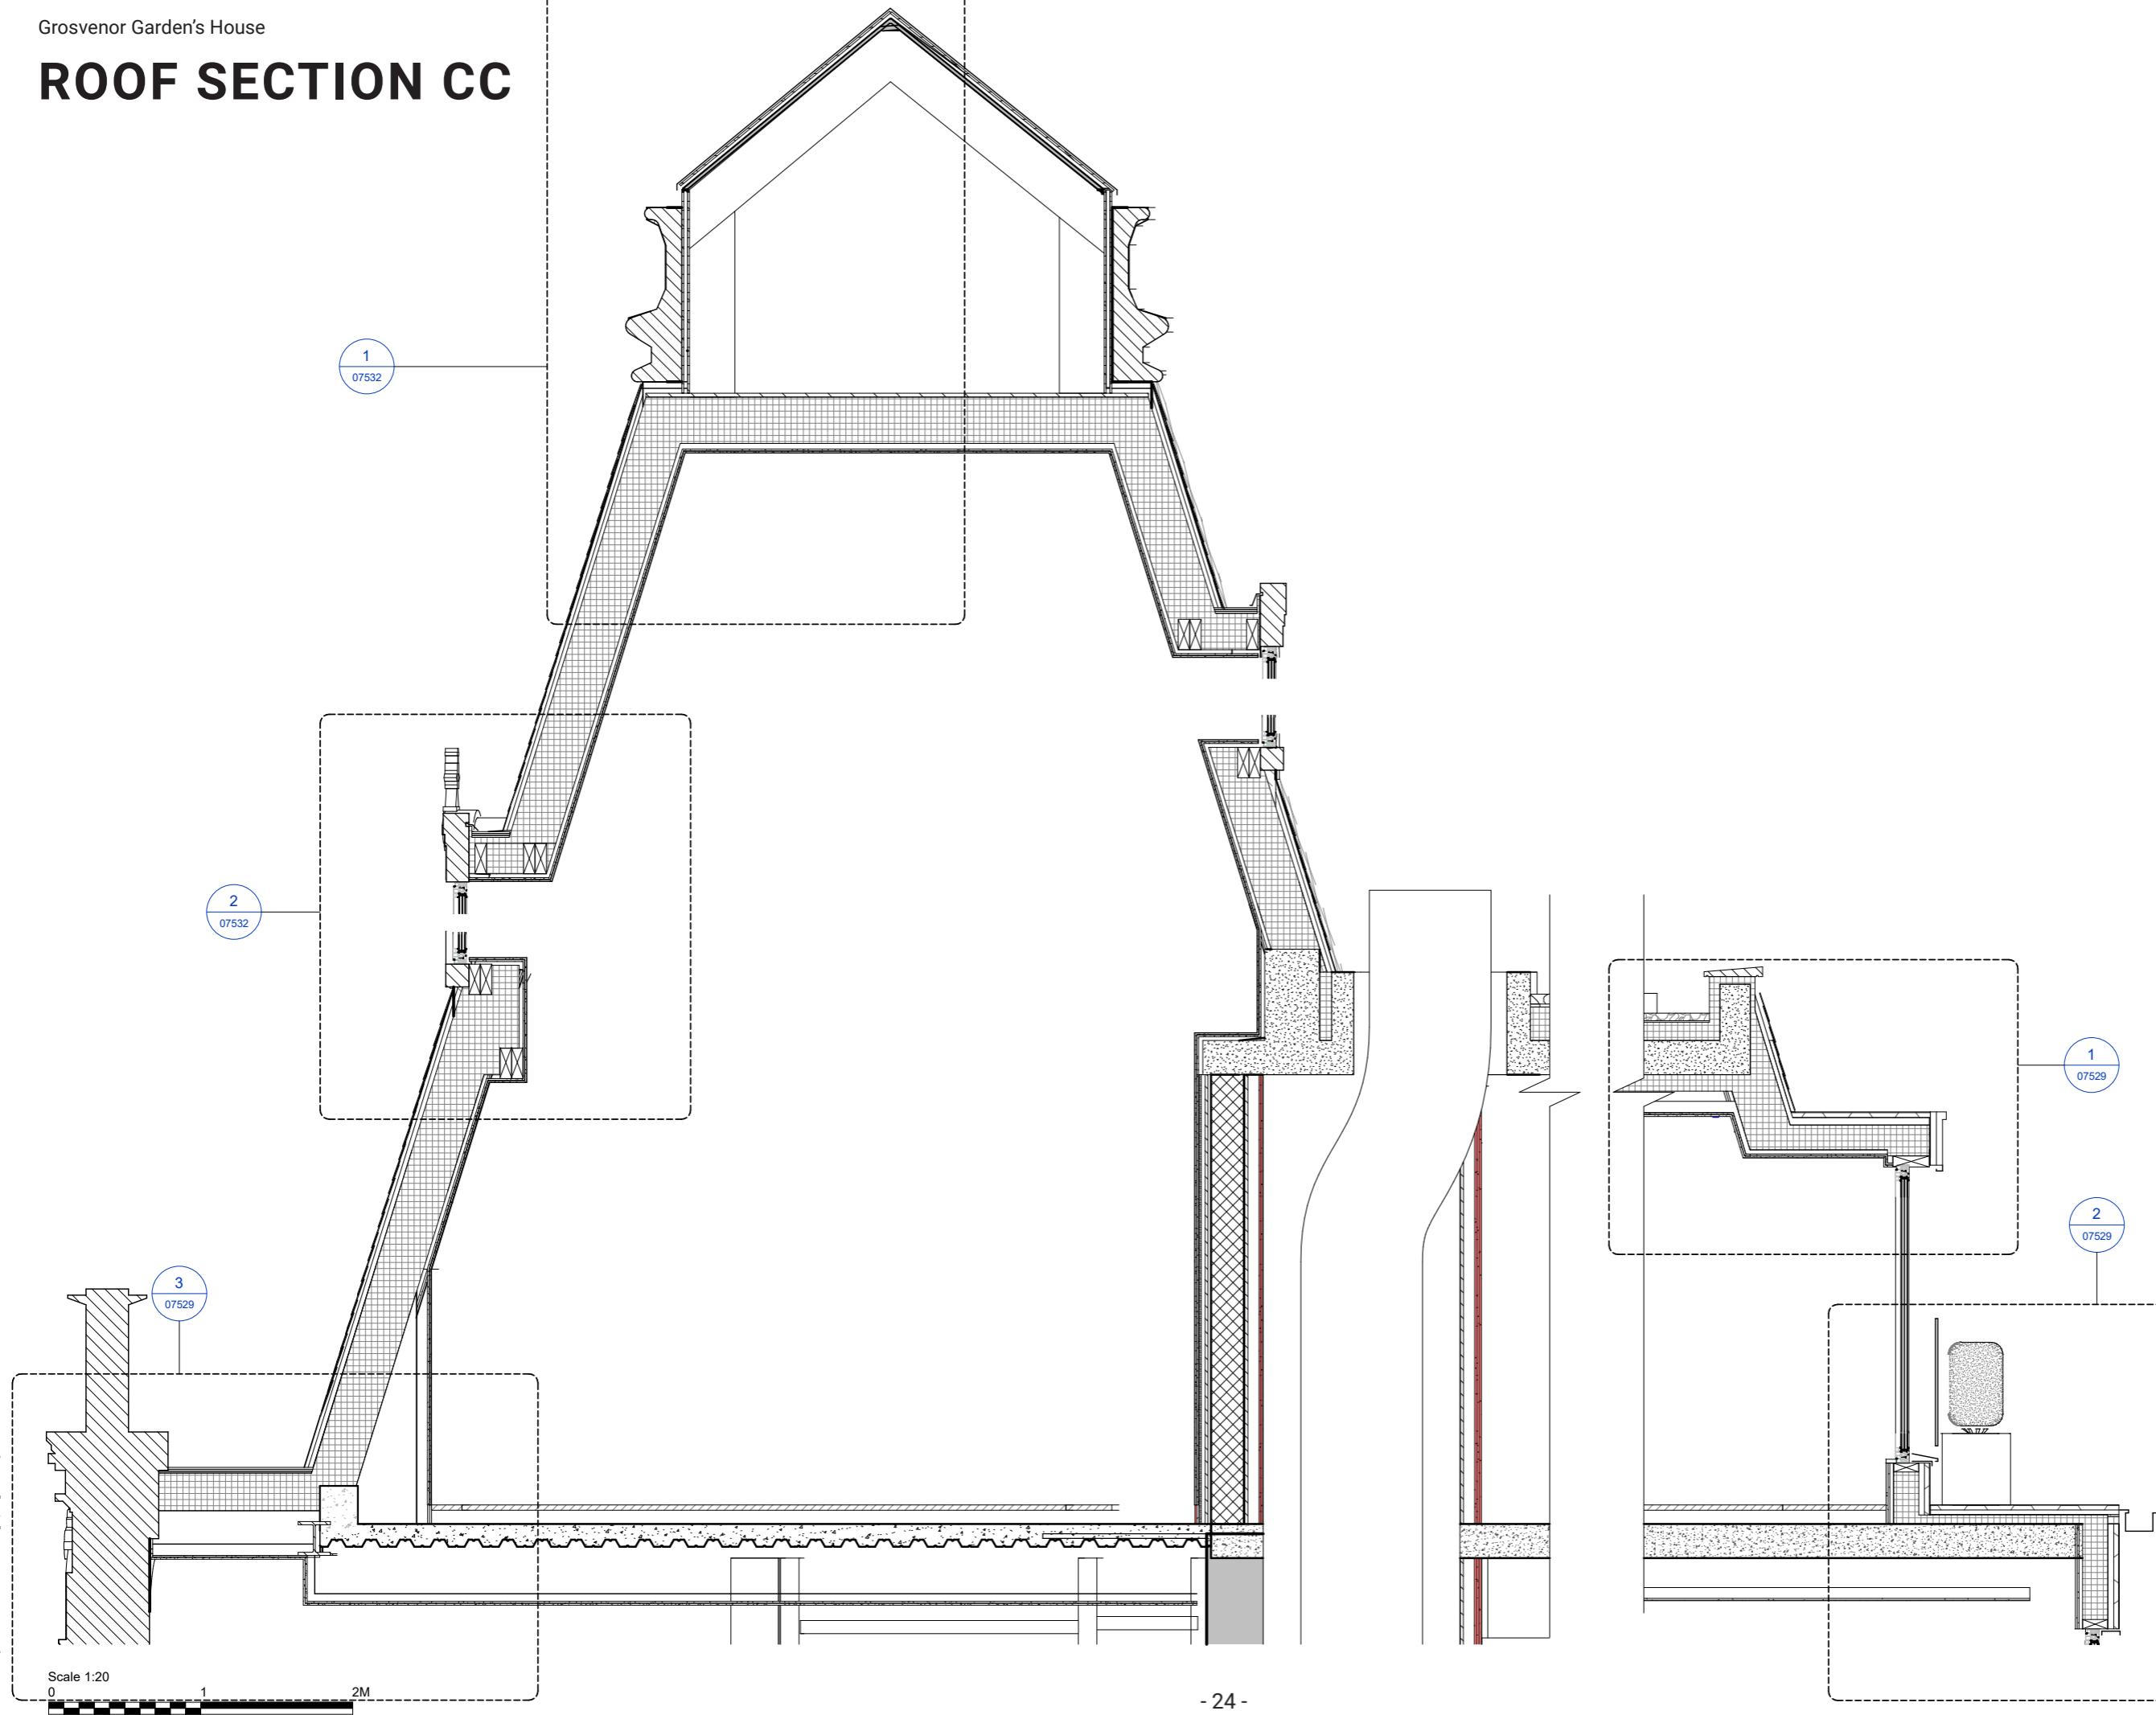 Grosvenor Garden’s House
ROOF SECTION CC
1
07532
2
07532
1
07529
2
07529
3
07529
Scale 1:20
0 1 2M
- 24 -